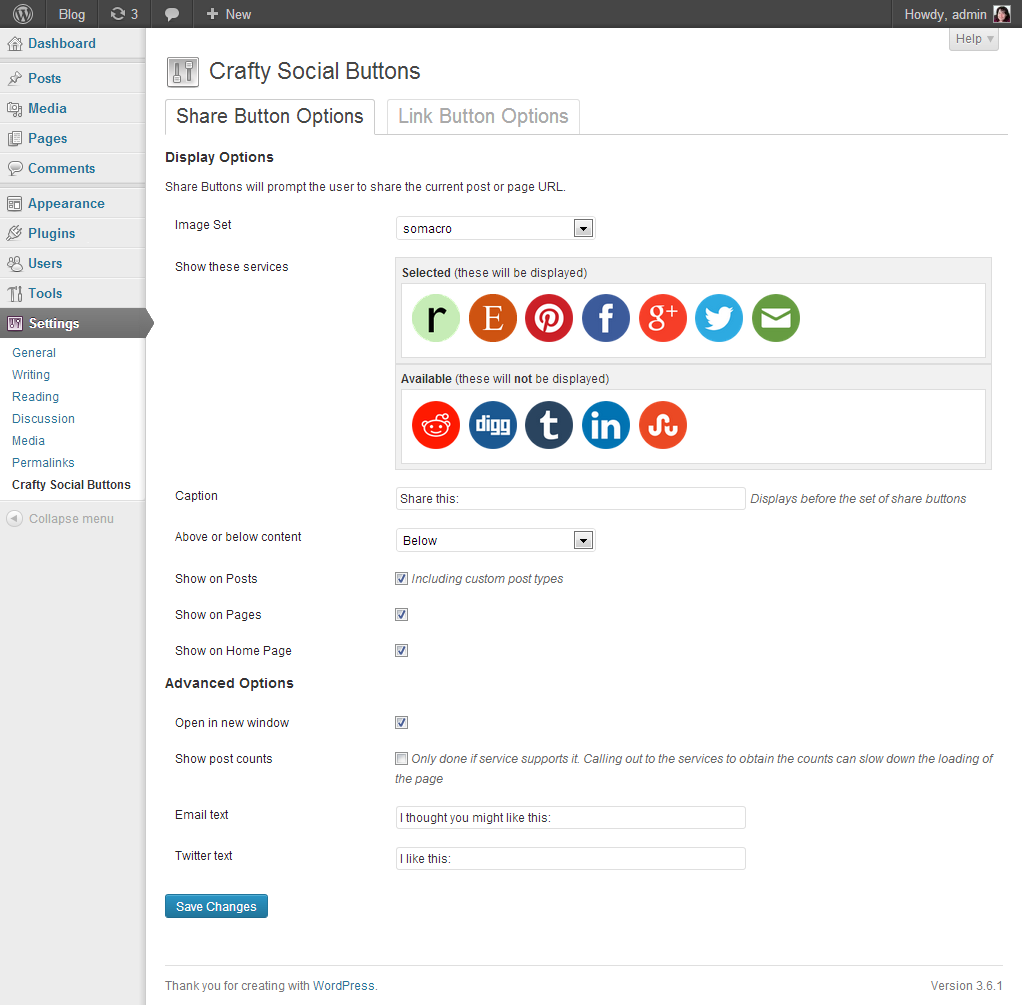 Blog 3 New Howdy, admin
Help
Dashboard
Posts
Media
Pages
Comments
Appearance
Plugins
Users
Tools
Settings
General
Writing
Reading
Discussion
Media
Permalinks
Crafty Social Buttons
Collapse menu
Crafty Social Buttons
Share Button Options Link Button Options
Display Options
Share Buttons will prompt the user to share the current post or page URL.
Image Set somacro
Show these services
Selected (these will be displayed)
r E f g+
Available (these will not be displayed)
digg t in
Caption Share this: Displays before the set of share buttons
Above or below content Below
Show on Posts Including custom post types
Show on Pages
Show on Home Page
Advanced Options
Open in new window
Show post counts Only done if service supports it. Calling out to the services to obtain the counts can slow down the loading of
the page
Email text I thought you might like this:
Twitter text I like this:
Save Changes
Thank you for creating with WordPress. Version 3.6.1